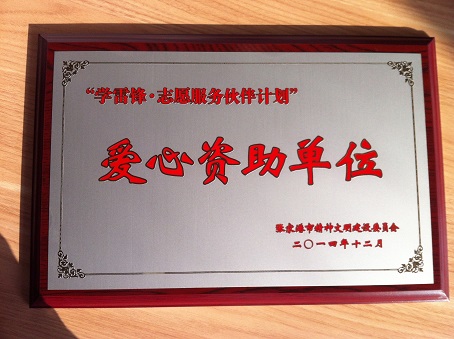 “学雷锋·志愿服务伙伴计划”
爱心资助单位
张家港市精神文明建设委员会
二〇一四年十二月